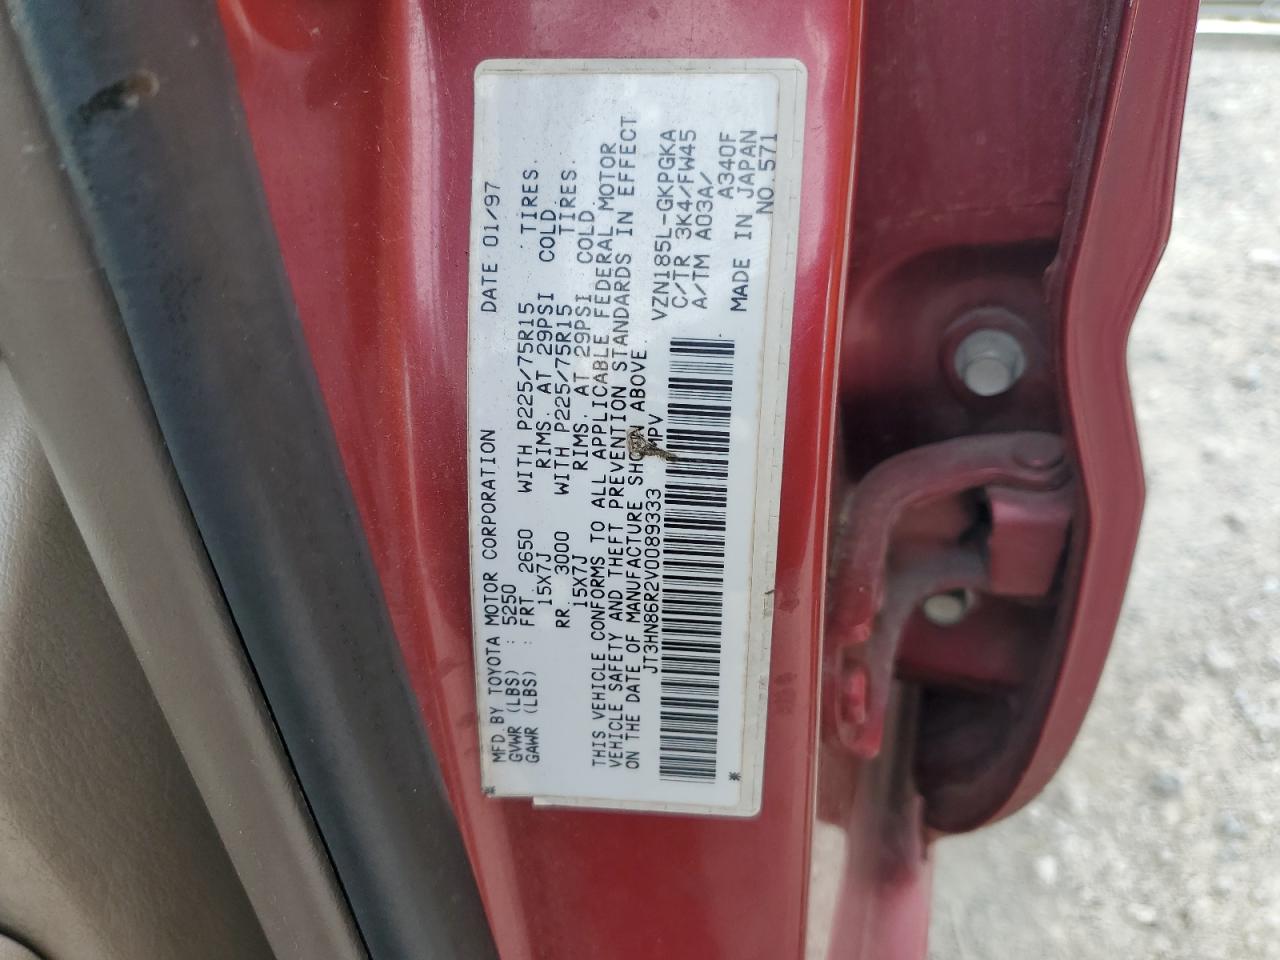 MFD. BY TOYOTA MOTOR CORPORATION DATE 01/97
GVWR (LBS) : 5250
GAWR (LBS) : FRT. 2650 WITH P225/75R15 TIRES.
15X7J RIMS. AT 29PSI COLD
RR. 3000 WITH P225/75R15 TIRES.
15X7J RIMS. AT 29PSI COLD
THIS VEHICLE CONFORMS TO ALL APPLICABLE FEDERAL MOTOR
VEHICLE SAFETY AND THEFT PREVENTION STANDARDS IN EFFECT
ON THE DATE OF MANUFACTURE SHOWN ABOVE.
JT3HN86R2V0089333 MPV
VZN185L-GKPGKA
C/TR 3K4/FW45
A/TM A03A/
A340F
MADE IN JAPAN
NO.571